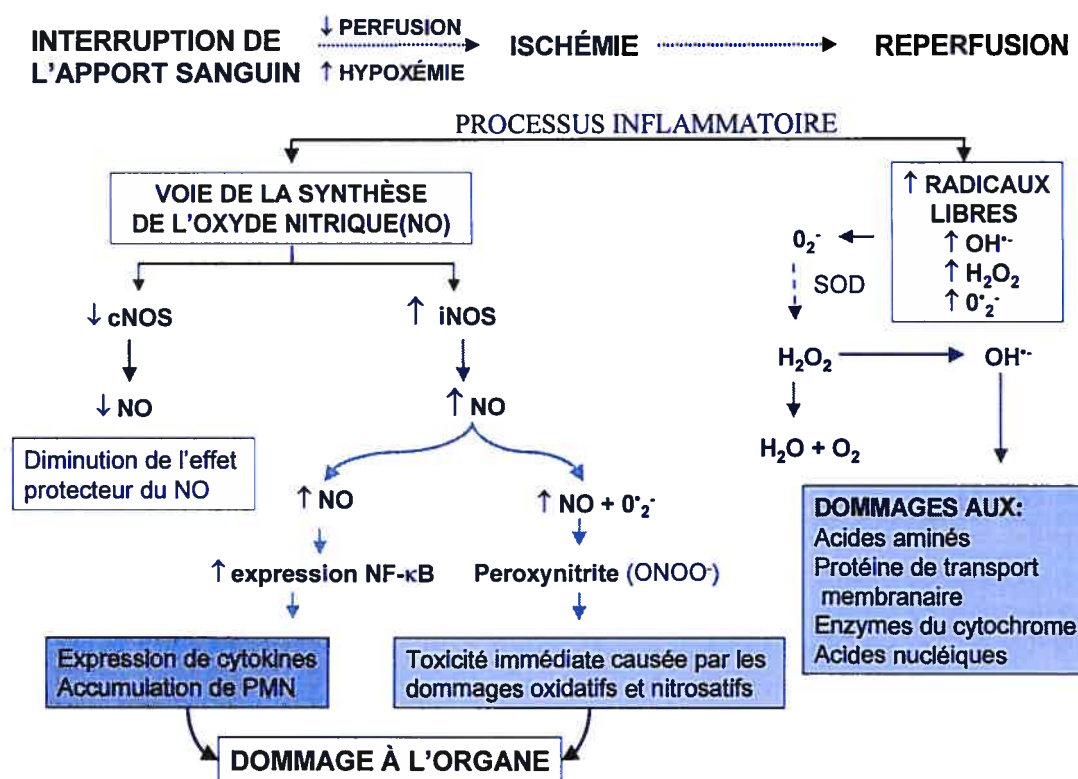 INTERRUPTION DE
L'APPORT SANGUIN
↓ PERFUSION
↑ HYPOXÉMIE
ISCHÉMIE
REPERFUSION
PROCESSUS INFLAMMATOIRE
VOIE DE LA SYNTHÈSE
DE L'OXYDE NITRIQUE(NO)
↓ cNOS
↑ iNOS
↓ NO
↑ NO
Diminution de l'effet
protecteur du NO
↑ NO
↑ NO + 0•2-
↑ expression NF-κB
Peroxynitrite (ONOO-)
Expression de cytokines
Accumulation de PMN
Toxicité immédiate causée par les
dommages oxidatifs et nitrosatifs
DOMMAGE À L'ORGANE
↑ RADICAUX
LIBRES
↑ OH•-
↑ H2O2
↑ 0•2-
02-
SOD
H2O2
OH•-
H2O + O2
DOMMAGES AUX:
Acides aminés
Protéine de transport
membranaire
Enzymes du cytochrome
Acides nucléiques